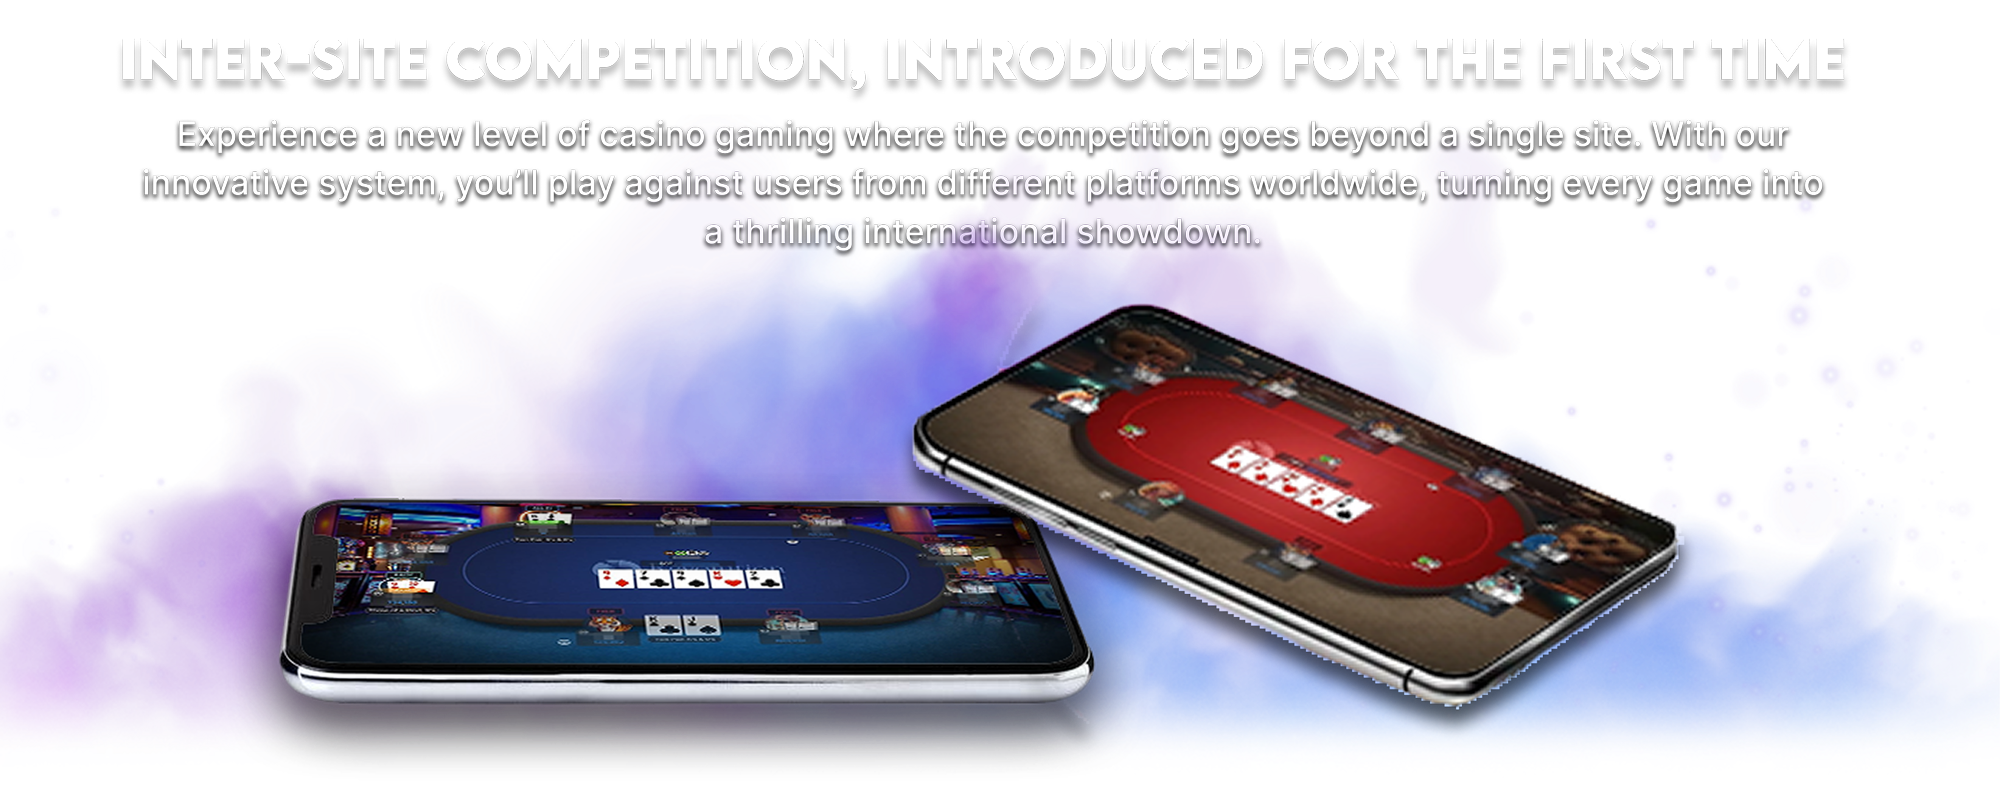 INTER-SITE COMPETITION, INTRODUCED FOR THE FIRST TIME
Experience a new level of casino gaming where the competition goes beyond a single site. With our
innovative system, you'll play against users from different platforms worldwide, turning every game into
a thrilling international showdown.